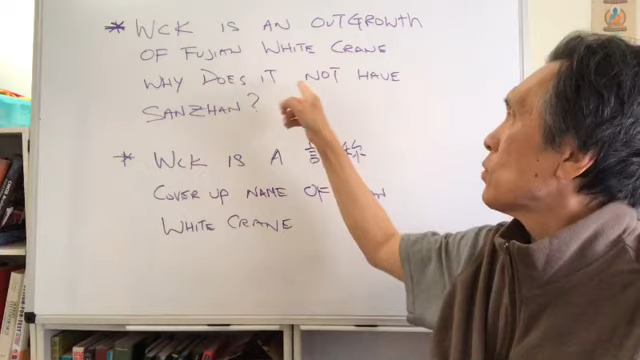 * WCK IS AN OUTGROWTH
OF FUJIAN WHITE CRANE
WHY DOES IT NOT HAVE
SANZHAN?
* WCK IS A
COVER UP NAME OF
WHITE CRANE